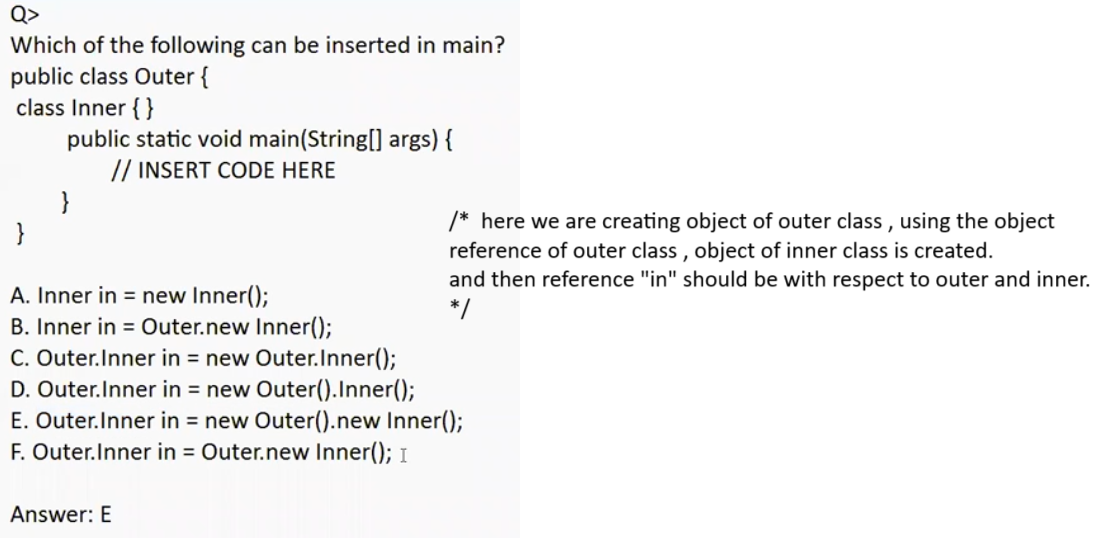 Q>
Which of the following can be inserted in main?
public class Outer {
class Inner { }
public static void main(String[] args) {
// INSERT CODE HERE
}
}
/* here we are creating object of outer class , using the object
reference of outer class , object of inner class is created.
and then reference "in" should be with respect to outer and inner.
*/
A. Inner in = new Inner();
B. Inner in = Outer.new Inner();
C. Outer.Inner in = new Outer.Inner();
D. Outer.Inner in = new Outer().Inner();
E. Outer.Inner in = new Outer().new Inner();
F. Outer.Inner in = Outer.new Inner();
Answer: E